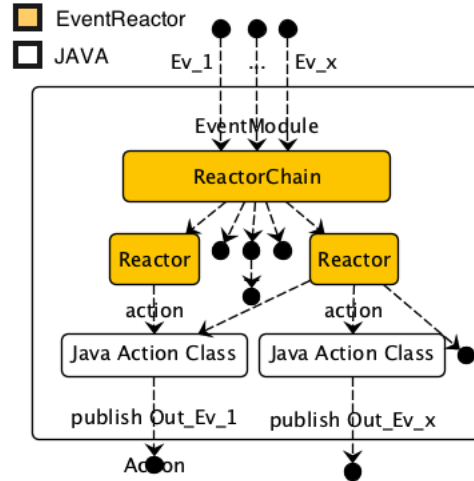 EventReactor
JAVA
Ev_1 ... Ev_x
EventModule
ReactorChain
Reactor Reactor
action action
Java Action Class Java Action Class
publish Out_Ev_1 publish Out_Ev_x
Action